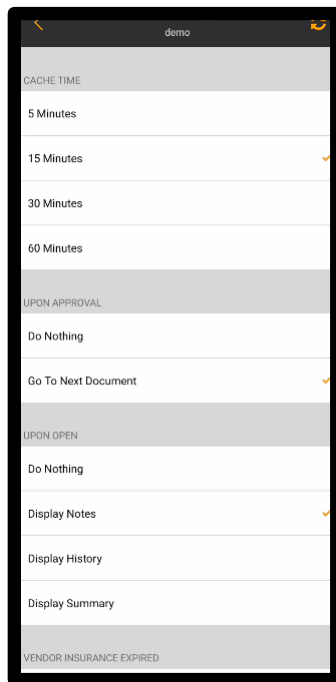 demo
CACHE TIME
5 Minutes
15 Minutes
30 Minutes
60 Minutes
UPON APPROVAL
Do Nothing
Go To Next Document
UPON OPEN
Do Nothing
Display Notes
Display History
Display Summary
VENDOR INSURANCE EXPIRED